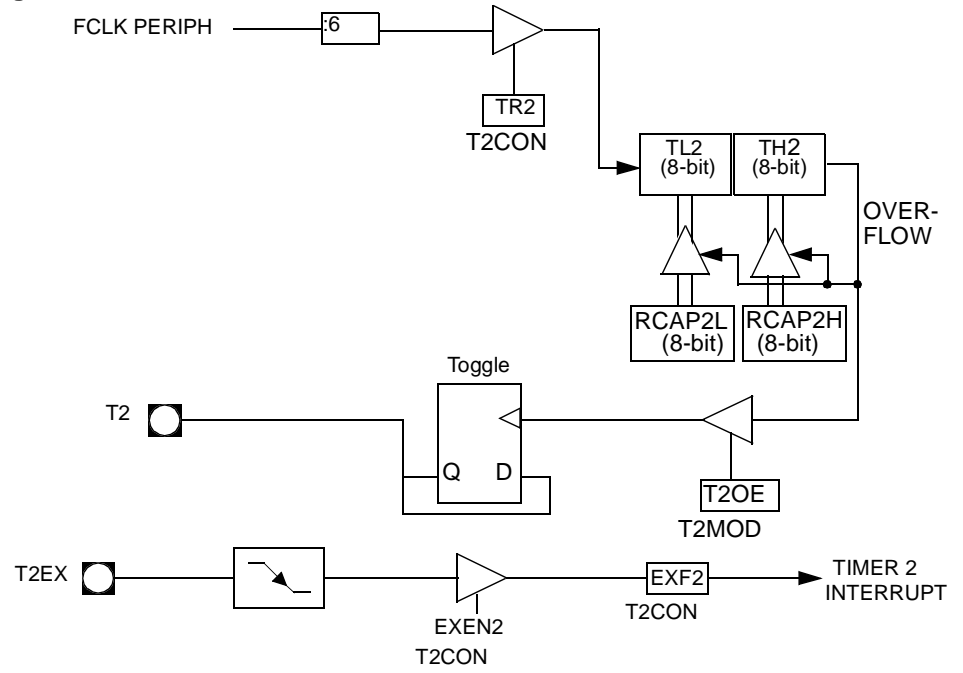 FCLK PERIPH
:6
TR2
T2CON
TL2
(8-bit)
TH2
(8-bit)
OVER-
FLOW
RCAP2L
(8-bit)
RCAP2H
(8-bit)
Toggle
T2
Q
D
T2OE
T2MOD
T2EX
EXEN2
T2CON
EXF2
T2CON
TIMER 2
INTERRUPT